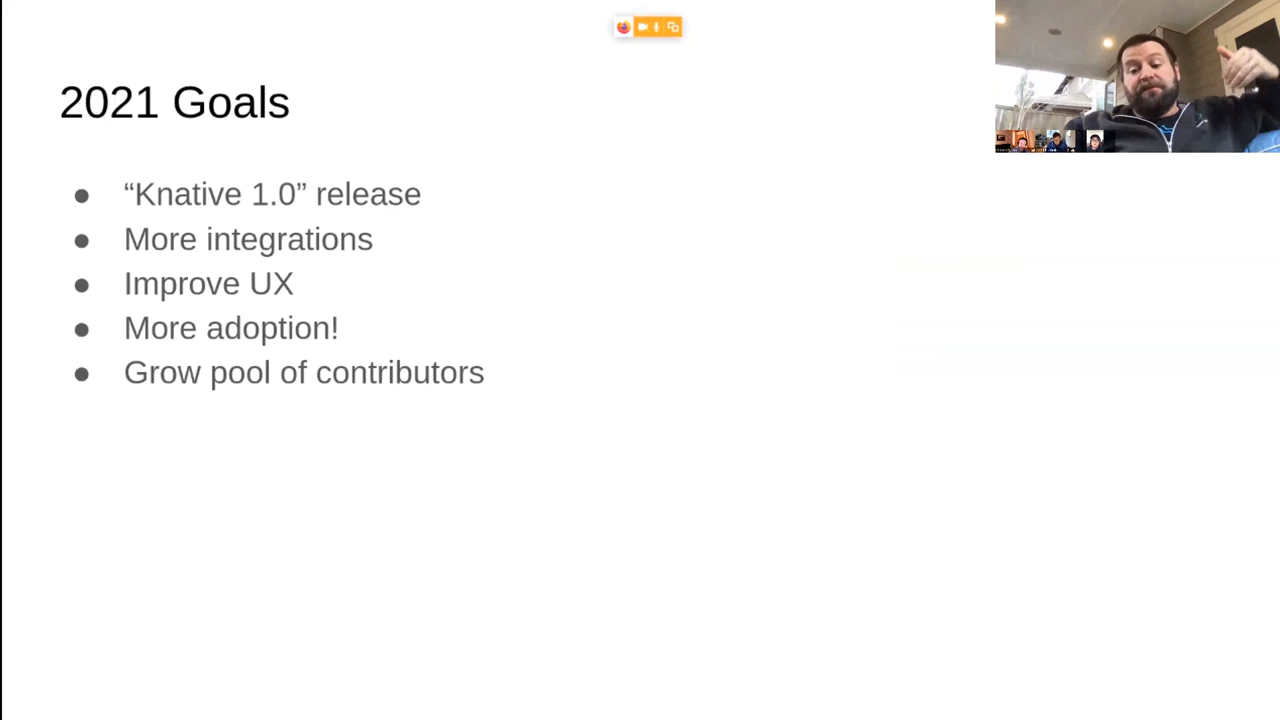 2021 Goals
“Knative 1.0” release
More integrations
Improve UX
More adoption!
Grow pool of contributors